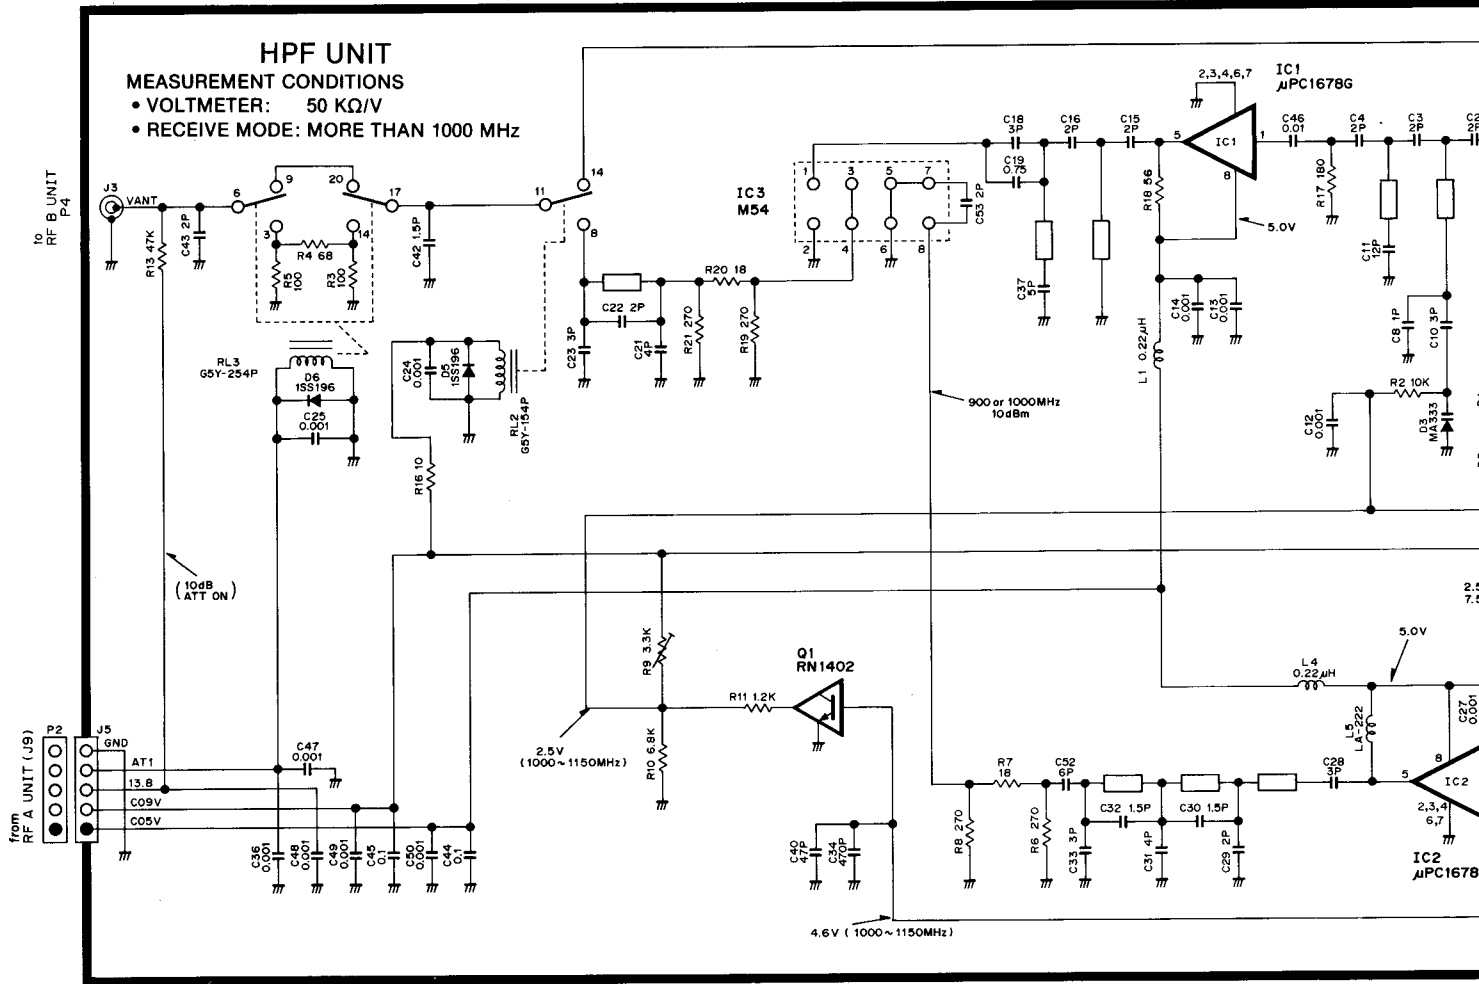 HPF UNIT
MEASUREMENT CONDITIONS
• VOLTMETER: 50 KΩ/V
• RECEIVE MODE: MORE THAN 1000 MHz
to
RF B UNIT
P4
J3
VANT
R13 47K
C43 2P
6
9
20
17
3
14
R4 68
R5
100
R3
100
C42 1.5P
11
14
8
RL3
G5Y-254P
D6
1SS196
C25
0.001
C24
0.001
D5
1SS196
RL2
G5Y-154P
R16 10
C23 3P
C22 2P
C21
4P
R21 270
R20 18
R19 270
IC3
M54
1
3
5
7
2
4
6
8
C53 2P
C18
3P
C19
0.75
C16
2P
C15
2P
C37
5P
R18 56
2,3,4,6,7
IC1
μPC1678G
5
IC1
1
8
5.0V
C46
0.01
R17 180
C4
2P
C3
2P
C11
12P
C14
0.001
C13
0.001
L1 0.22μH
C8 1P
C10 3P
R2 10K
C12
0.001
D3
MA333
900 or 1000MHz
10dBm
(10dB
ATT ON)
R9 3.3K
Q1
RN1402
R11 1.2K
R10 6.8K
2.5V
(1000~1150MHz)
5.0V
L4
0.22μH
L5
LA-222
C27
0.001
8
5
IC2
2,3,4
6,7
IC2
μPC1678
C28
3P
R7
18
C52
6P
C32 1.5P
C30 1.5P
R8 270
R6 270
C33 3P
C31 4P
C29 2P
C40
47P
C34
470P
4.6V (1000~1150MHz)
from
RF A UNIT (J9)
P2
J5
GND
AT1
13.8
C09V
C05V
C47
0.001
C36
0.001
C48
0.001
C49
0.001
C45
0.1
C50
0.001
C44
0.1